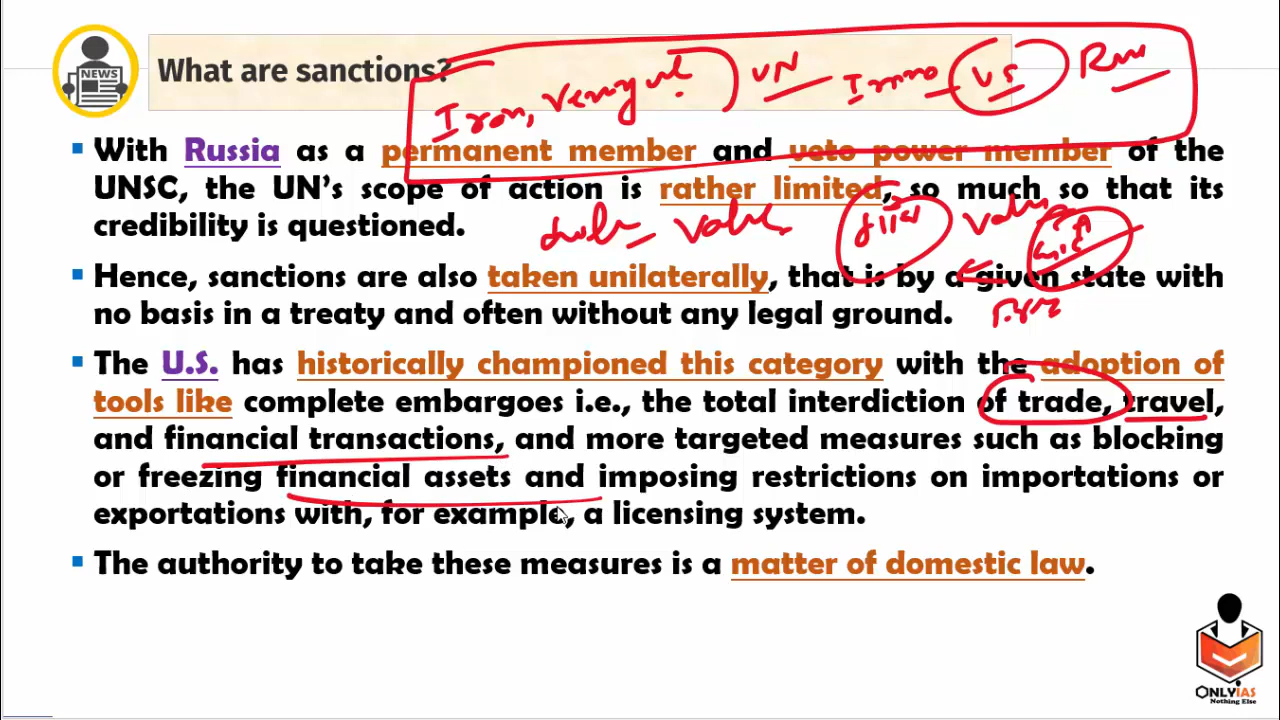 NEWS
What are sanctions?
Iran,
UN
US
With Russia as a permanent member and veto power member of the
UNSC, the UN's scope of action is rather limited, so much so that its
credibility is questioned.
Hence, sanctions are also taken unilaterally, that is by a given state with
no basis in a treaty and often without any legal ground.
The U.S. has historically championed this category with the adoption of
tools like complete embargoes i.e., the total interdiction of trade, travel,
and financial transactions, and more targeted measures such as blocking
or freezing financial assets and imposing restrictions on importations or
exportations with, for example, a licensing system.
The authority to take these measures is a matter of domestic law.
ONLYIAS
Nothing Else